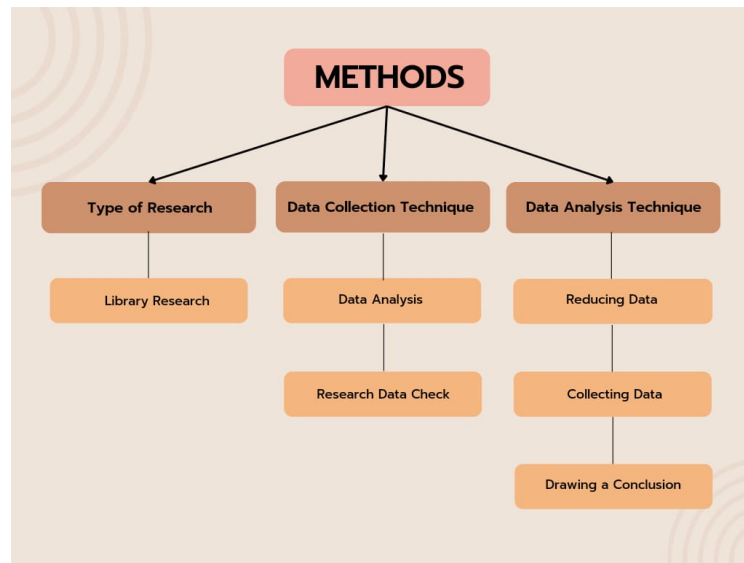 METHODS
Type of Research
Data Collection Technique
Data Analysis Technique
Library Research
Data Analysis
Reducing Data
Research Data Check
Collecting Data
Drawing a Conclusion